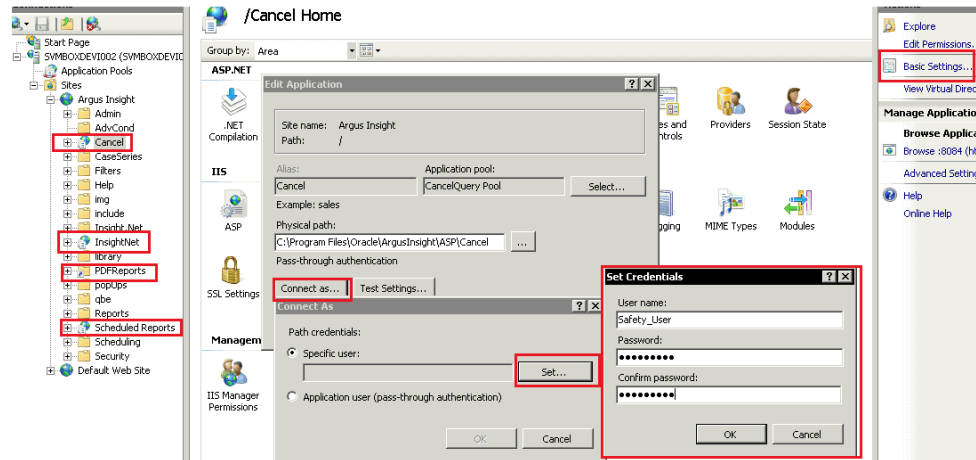 Start Page
SVMBOXDEVI002 (SVMBOXDEVIC
Application Pools
Sites
Argus Insight
Admin
AdvCond
Cancel
CaseSeries
Filters
Help
img
include
Insight.Net
InsightNet
library
PDFReports
popUps
qbe
Reports
Scheduled Reports
Scheduling
Security
Default Web Site
/Cancel Home
Group by: Area
ASP.NET
.NET
Compilation
Providers
Session State
IIS
ASP
MIME Types
Modules
SSL Settings
Managem
IIS Manager
Permissions
Edit Application
Site name: Argus Insight
Path: /
Alias:
Application pool:
Cancel
CancelQuery Pool
Select...
Example: sales
Physical path:
C:\Program Files\Oracle\ArgusInsight\ASP\Cancel
...
Pass-through authentication
Connect as...
Test Settings...
Connect As
Path credentials:
Specific user:
Set...
Application user (pass-through authentication)
OK
Cancel
Set Credentials
User name:
Safety_User
Password:
Confirm password:
OK
Cancel
Explore
Edit Permissions.
Basic Settings...
View Virtual Direc
Manage Applicatio
Browse Applica
Browse :8084 (ht
Advanced Setting
Help
Online Help